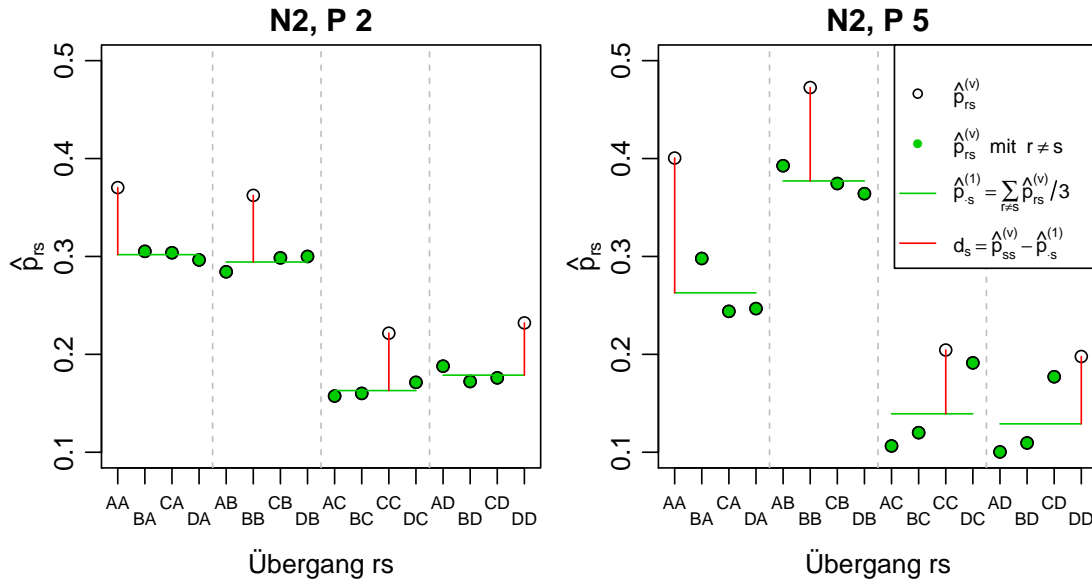 N2, P 2
p̂rs
0.5
0.4
0.3
0.2
0.1
AA BA CA DA AB BB CB DB AC BC CC DC AD BD CD DD
Übergang rs
N2, P 5
p̂rs
0.5
0.4
0.3
0.2
0.1
AA BA CA DA AB BB CB DB AC BC CC DC AD BD CD DD
Übergang rs
p̂rs(v)
p̂rs(v) mit r ≠ s
p̂·s(1) = ∑r≠s p̂rs(v)/3
ds = p̂ss(v) − p̂·s(1)